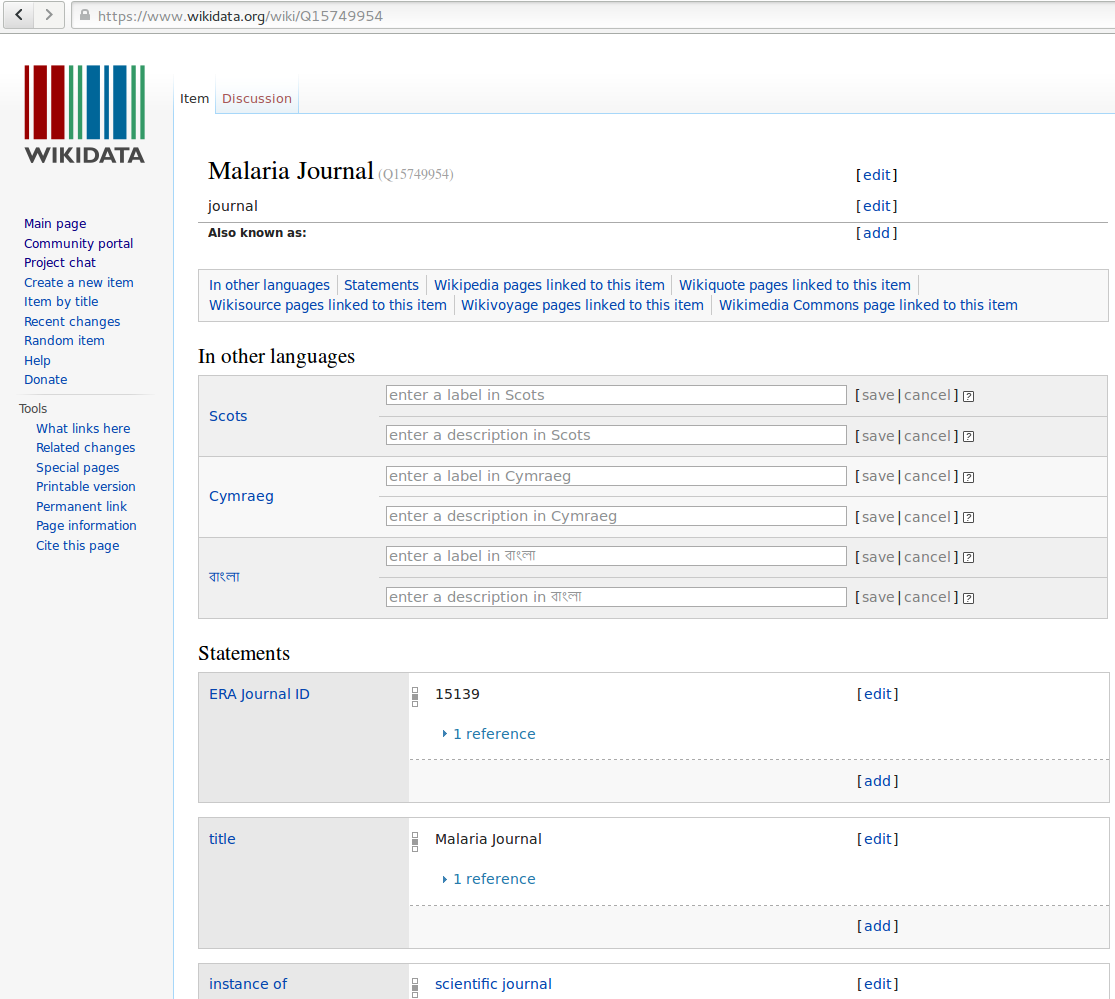 https://www.wikidata.org/wiki/Q15749954
WIKIDATA
Main page
Community portal
Project chat
Create a new item
Item by title
Recent changes
Random item
Help
Donate
Tools
What links here
Related changes
Special pages
Printable version
Permanent link
Page information
Cite this page
Item Discussion
Malaria Journal (Q15749954) [edit]
journal [edit]
Also known as: [add]
In other languages Statements Wikipedia pages linked to this item Wikiquote pages linked to this item
Wikisource pages linked to this item Wikivoyage pages linked to this item Wikimedia Commons page linked to this item
In other languages
Scots
enter a label in Scots [save|cancel] ?
enter a description in Scots [save|cancel] ?
Cymraeg
enter a label in Cymraeg [save|cancel] ?
enter a description in Cymraeg [save|cancel] ?
বাংলা
enter a label in বাংলা [save|cancel] ?
enter a description in বাংলা [save|cancel] ?
Statements
ERA Journal ID 15139 [edit]
1 reference
[add]
title Malaria Journal [edit]
1 reference
[add]
instance of scientific journal [edit]